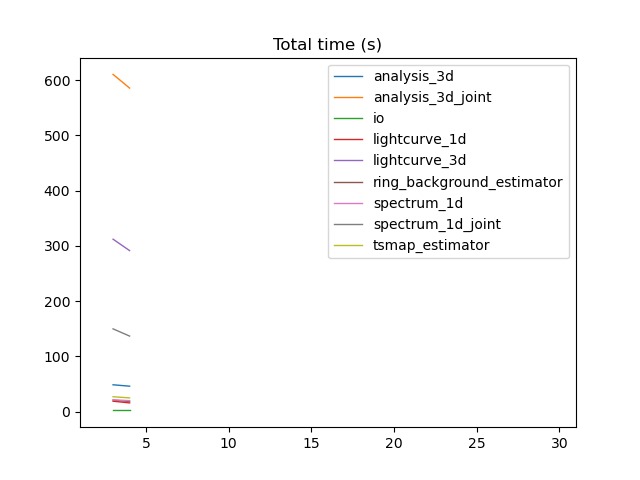 Total time (s)
analysis_3d
analysis_3d_joint
io
lightcurve_1d
lightcurve_3d
ring_background_estimator
spectrum_1d
spectrum_1d_joint
tsmap_estimator
600
500
400
300
200
100
0
5 10 15 20 25 30